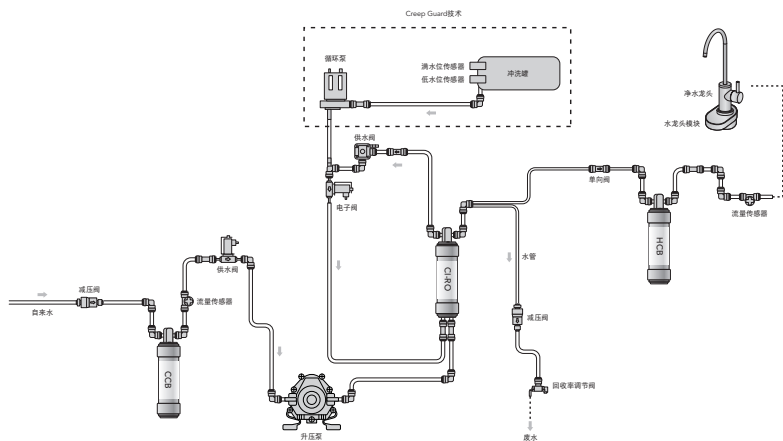 Creep Guard技术
循环泵
满水位传感器
低水位传感器
冲洗罐
净水龙头
水龙头模块
供水阀
电子阀
单向阀
流量传感器
HCB
CI-RO
水管
供水阀
减压阀
流量传感器
自来水
减压阀
CCB
回收率调节阀
升压泵
废水